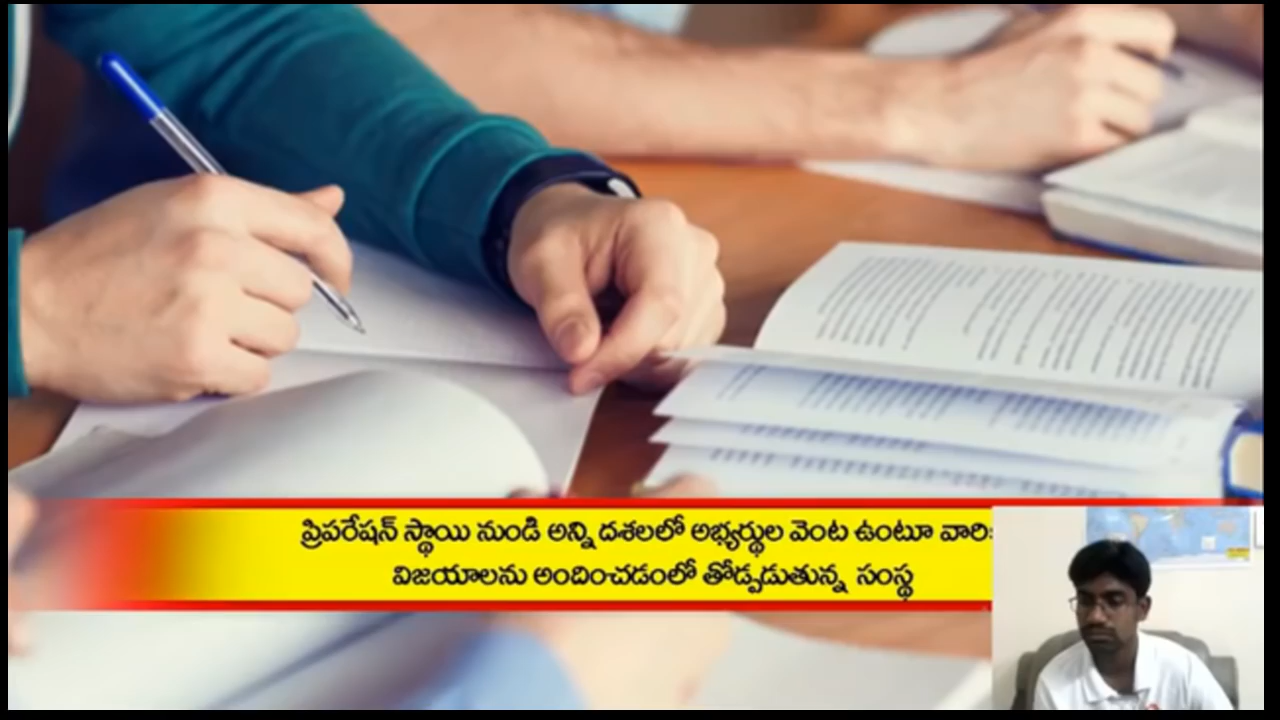 ప్రిపరేషన్ స్థాయి నుండి అన్ని దశలలో అభ్యర్థుల వెంట ఉంటూ
విజయాలను అందించడంలో తోడ్పడుతున్న సంస్థ